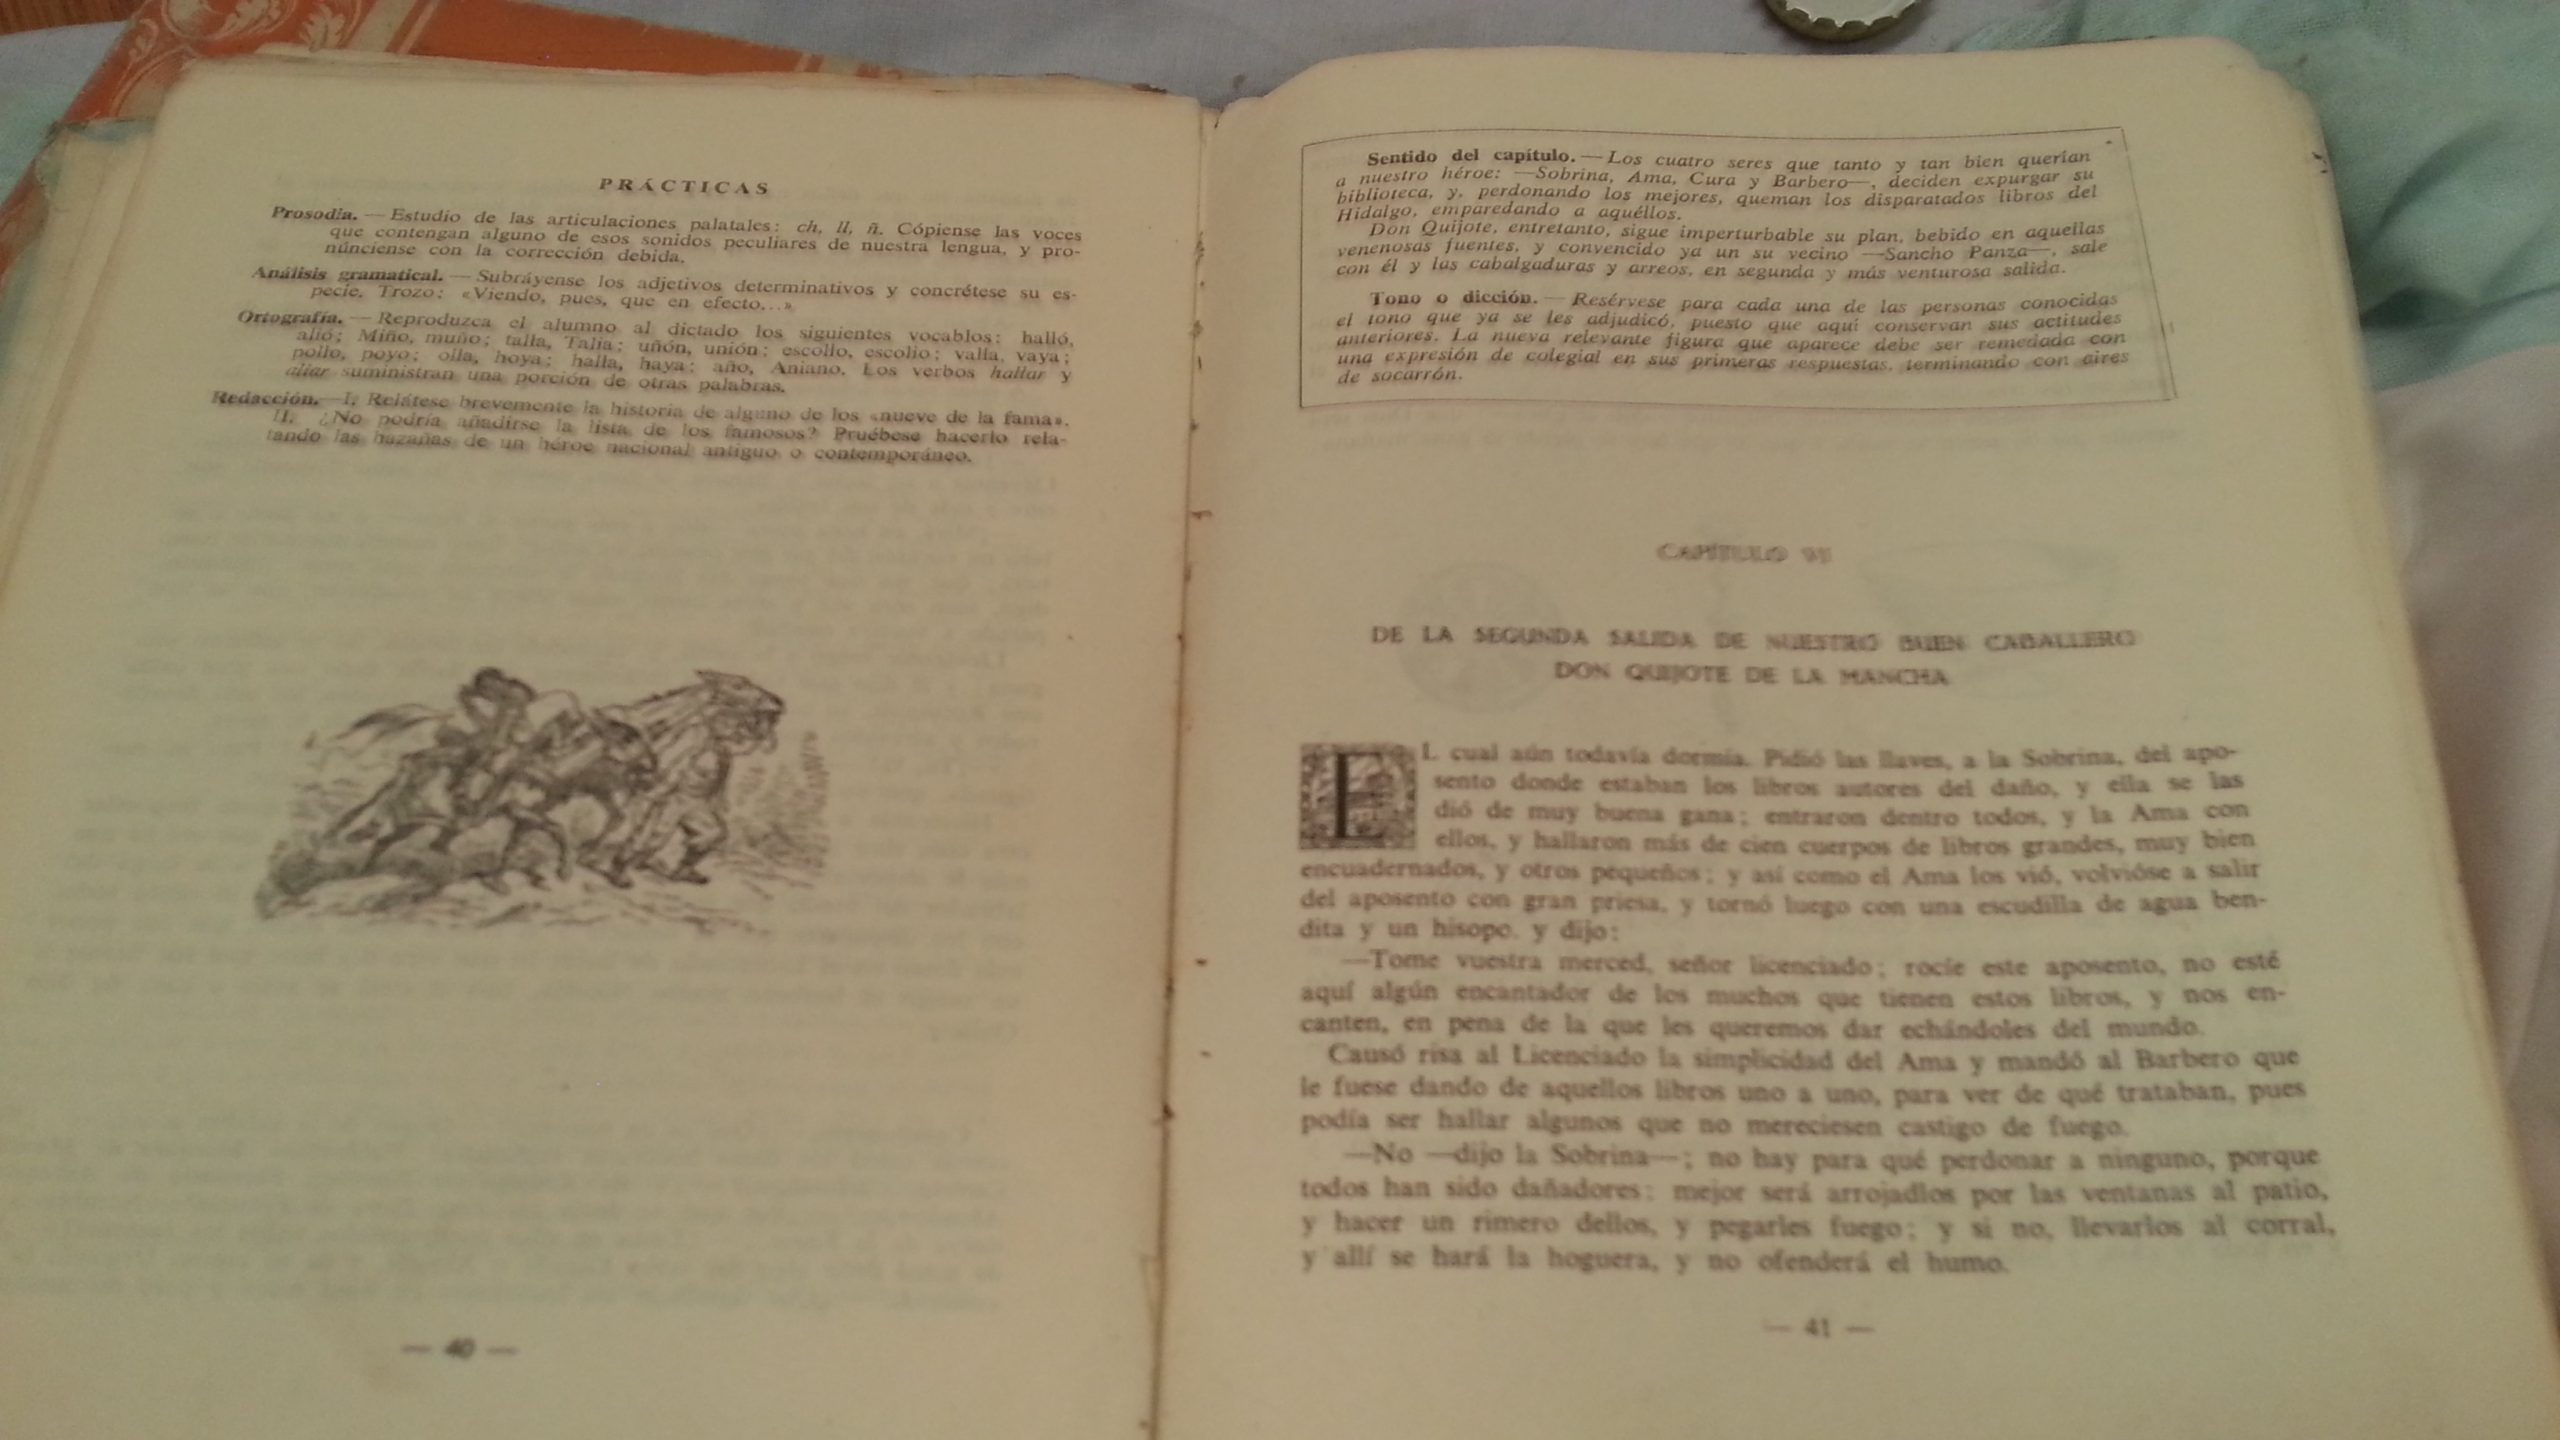 PRÁCTICAS
Prosodia. — Estudio de las articulaciones palatales: ch, ll, ñ. Cópiense las voces
que contengan alguno de esos sonidos peculiares de nuestra lengua, y pro-
núnciense con la corrección debida.
Análisis gramatical. — Subráyense los adjetivos determinativos y concrétese su es-
pecie. Trozo: «Viendo, pues, que en efecto...»
Ortografía. — Reproduzca el alumno al dictado los siguientes vocablos: halló,
alió; Miño, muño; talla, Talía; uñón, unión; escollo, escolio; valla, vaya;
pollo, poyo; olla, hoya; halla, haya; año, Aniano. Los verbos hallar y
aliar suministran una porción de otras palabras.
Redacción. —I. Relátese brevemente la historia de alguno de los «nueve de la fama».
II. ¿No podría añadirse la lista de los famosos? Pruébese hacerlo rela-
tando las hazañas de un héroe nacional antiguo o contemporáneo.
— 40 —
Sentido del capítulo. — Los cuatro seres que tanto y tan bien querían
a nuestro héroe: —Sobrina, Ama, Cura y Barbero—, deciden expurgar su
biblioteca, y, perdonando los mejores, queman los disparatados libros del
Hidalgo, emparedando a aquéllos.
Don Quijote, entretanto, sigue imperturbable su plan, bebido en aquellas
venenosas fuentes, y convencido ya un su vecino —Sancho Panza—, sale
con él y las cabalgaduras y arreos, en segunda y más venturosa salida.
Tono o dicción. — Resérvese para cada una de las personas conocidas
el tono que ya se les adjudicó, puesto que aquí conservan sus actitudes
anteriores. La nueva relevante figura que aparece debe ser remedada con
una expresión de colegial en sus primeras respuestas, terminando con aires
de socarrón.
CAPÍTULO VI
DE LA SEGUNDA SALIDA DE NUESTRO BUEN CABALLERO
DON QUIJOTE DE LA MANCHA
EL cual aún todavía dormía. Pidió las llaves, a la Sobrina, del apo-
sento donde estaban los libros autores del daño, y ella se las
dió de muy buena gana; entraron dentro todos, y la Ama con
ellos, y hallaron más de cien cuerpos de libros grandes, muy bien
encuadernados, y otros pequeños; y así como el Ama los vió, volvióse a salir
del aposento con gran priesa, y tornó luego con una escudilla de agua ben-
dita y un hisopo, y dijo:
—Tome vuestra merced, señor licenciado; rocíe este aposento, no esté
aquí algún encantador de los muchos que tienen estos libros, y nos en-
canten, en pena de la que les queremos dar echándoles del mundo.
Causó risa al Licenciado la simplicidad del Ama y mandó al Barbero que
le fuese dando de aquellos libros uno a uno, para ver de qué trataban, pues
podía ser hallar algunos que no mereciesen castigo de fuego.
—No —dijo la Sobrina—; no hay para qué perdonar a ninguno, porque
todos han sido dañadores: mejor será arrojadlos por las ventanas al patio,
y hacer un rimero dellos, y pegarles fuego; y si no, llevarlos al corral,
y allí se hará la hoguera, y no ofenderá el humo.
— 41 —